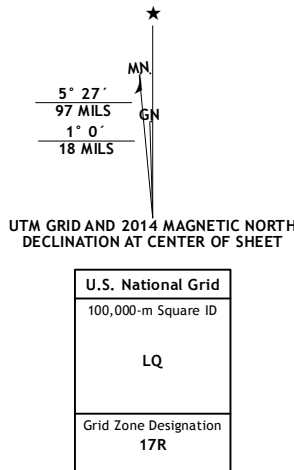 ★
MN
GN
5° 27´
97 MILS
1° 0´
18 MILS
UTM GRID AND 2014 MAGNETIC NORTH
DECLINATION AT CENTER OF SHEET
U.S. National Grid
100,000-m Square ID
LQ
Grid Zone Designation
17R